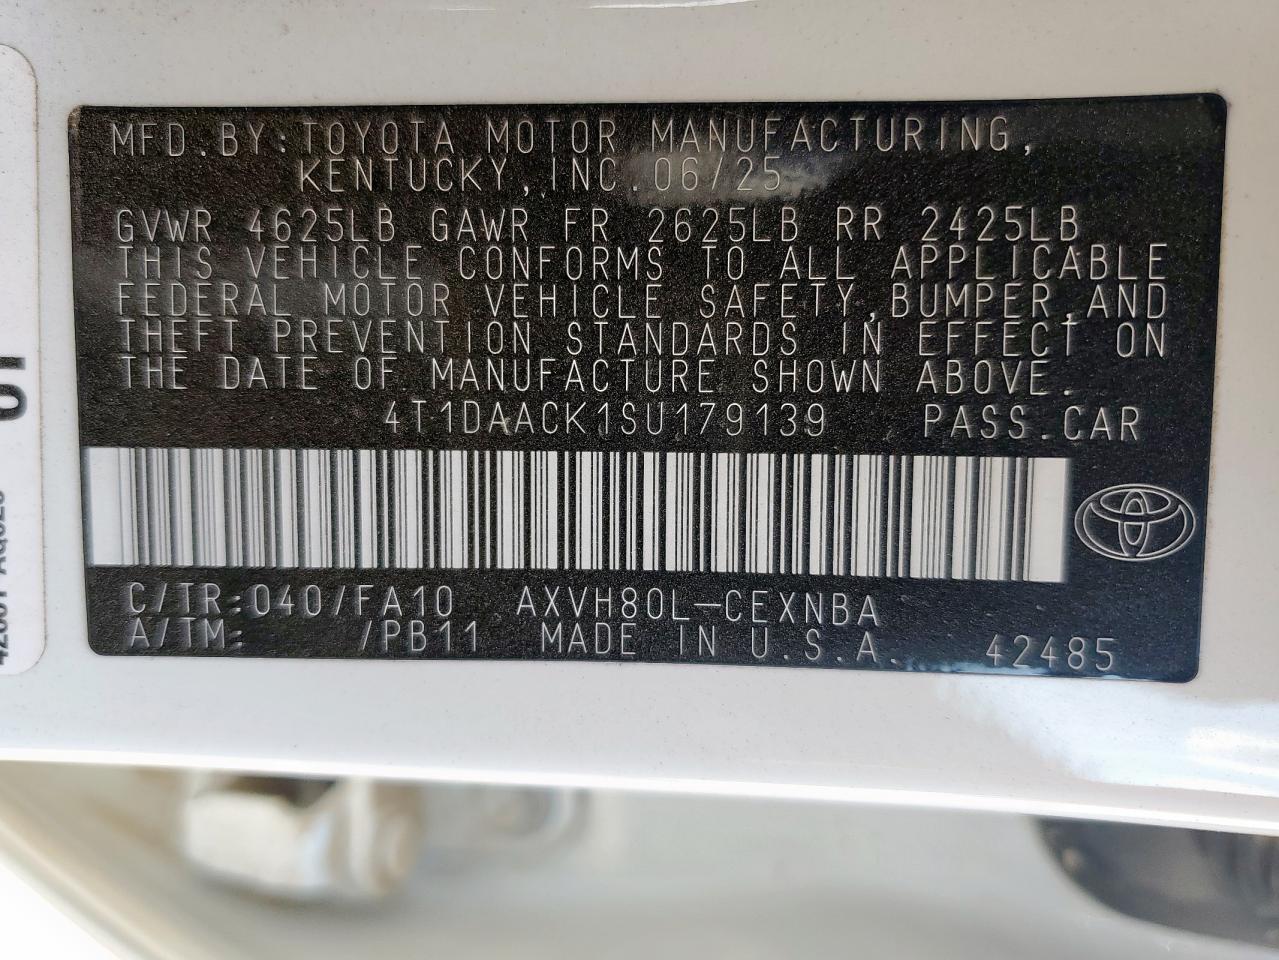 MFD.BY:TOYOTA MOTOR MANUFACTURING,
KENTUCKY,INC.06/25
GVWR 4625LB GAWR FR 2625LB RR 2425LB
THIS VEHICLE CONFORMS TO ALL APPLICABLE
FEDERAL MOTOR VEHICLE SAFETY,BUMPER,AND
THEFT PREVENTION STANDARDS IN EFFECT ON
THE DATE OF MANUFACTURE SHOWN ABOVE.
4T1DAACK1SU179139 PASS.CAR
C/TR:040/FA10 AXVH80L-CEXNBA
A/TM: /PB11 MADE IN U.S.A. 42485